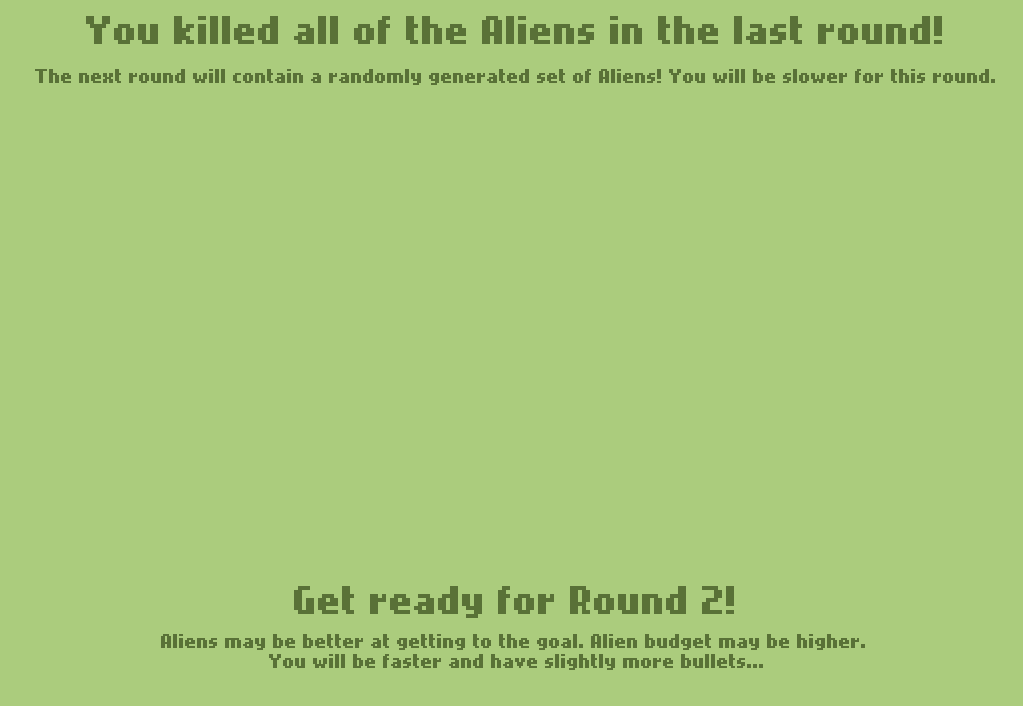 You killed all of the Aliens in the last round!
The next round will contain a randomly generated set of Aliens! You will be slower for this round.
Get ready for Round 2!
Aliens may be better at getting to the goal. Alien budget may be higher.
You will be faster and have slightly more bullets...